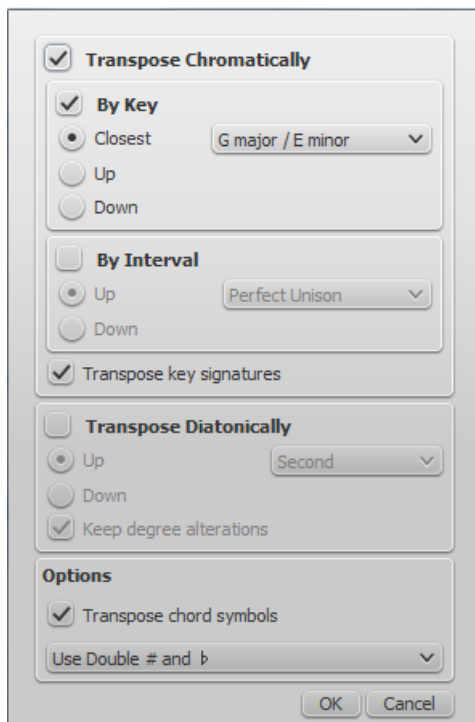 Transpose Chromatically
By Key
Closest G major / E minor
Up
Down
By Interval
Up Perfect Unison
Down
Transpose key signatures
Transpose Diatonically
Up Second
Down
Keep degree alterations
Options
Transpose chord symbols
Use Double # and ♭
OK Cancel